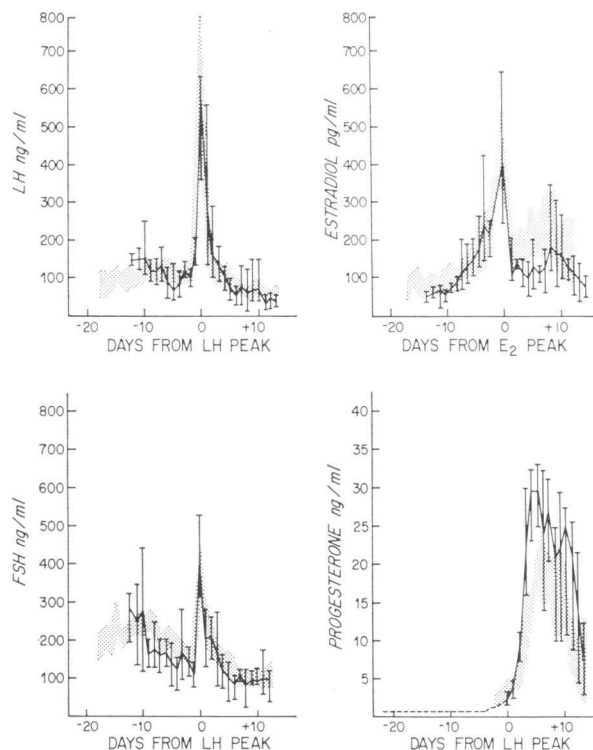 800
700
600
500
400
300
200
100
LH ng/ml
-20 -10 0 +10
DAYS FROM LH PEAK
800
700
600
500
400
300
200
100
ESTRADIOL pg/ml
-20 -10 0 +10
DAYS FROM E₂ PEAK
800
700
600
500
400
300
200
100
FSH ng/ml
-20 -10 0 +10
DAYS FROM LH PEAK
40
35
30
25
20
15
10
5
PROGESTERONE ng/ml
-20 -10 0 +10
DAYS FROM LH PEAK